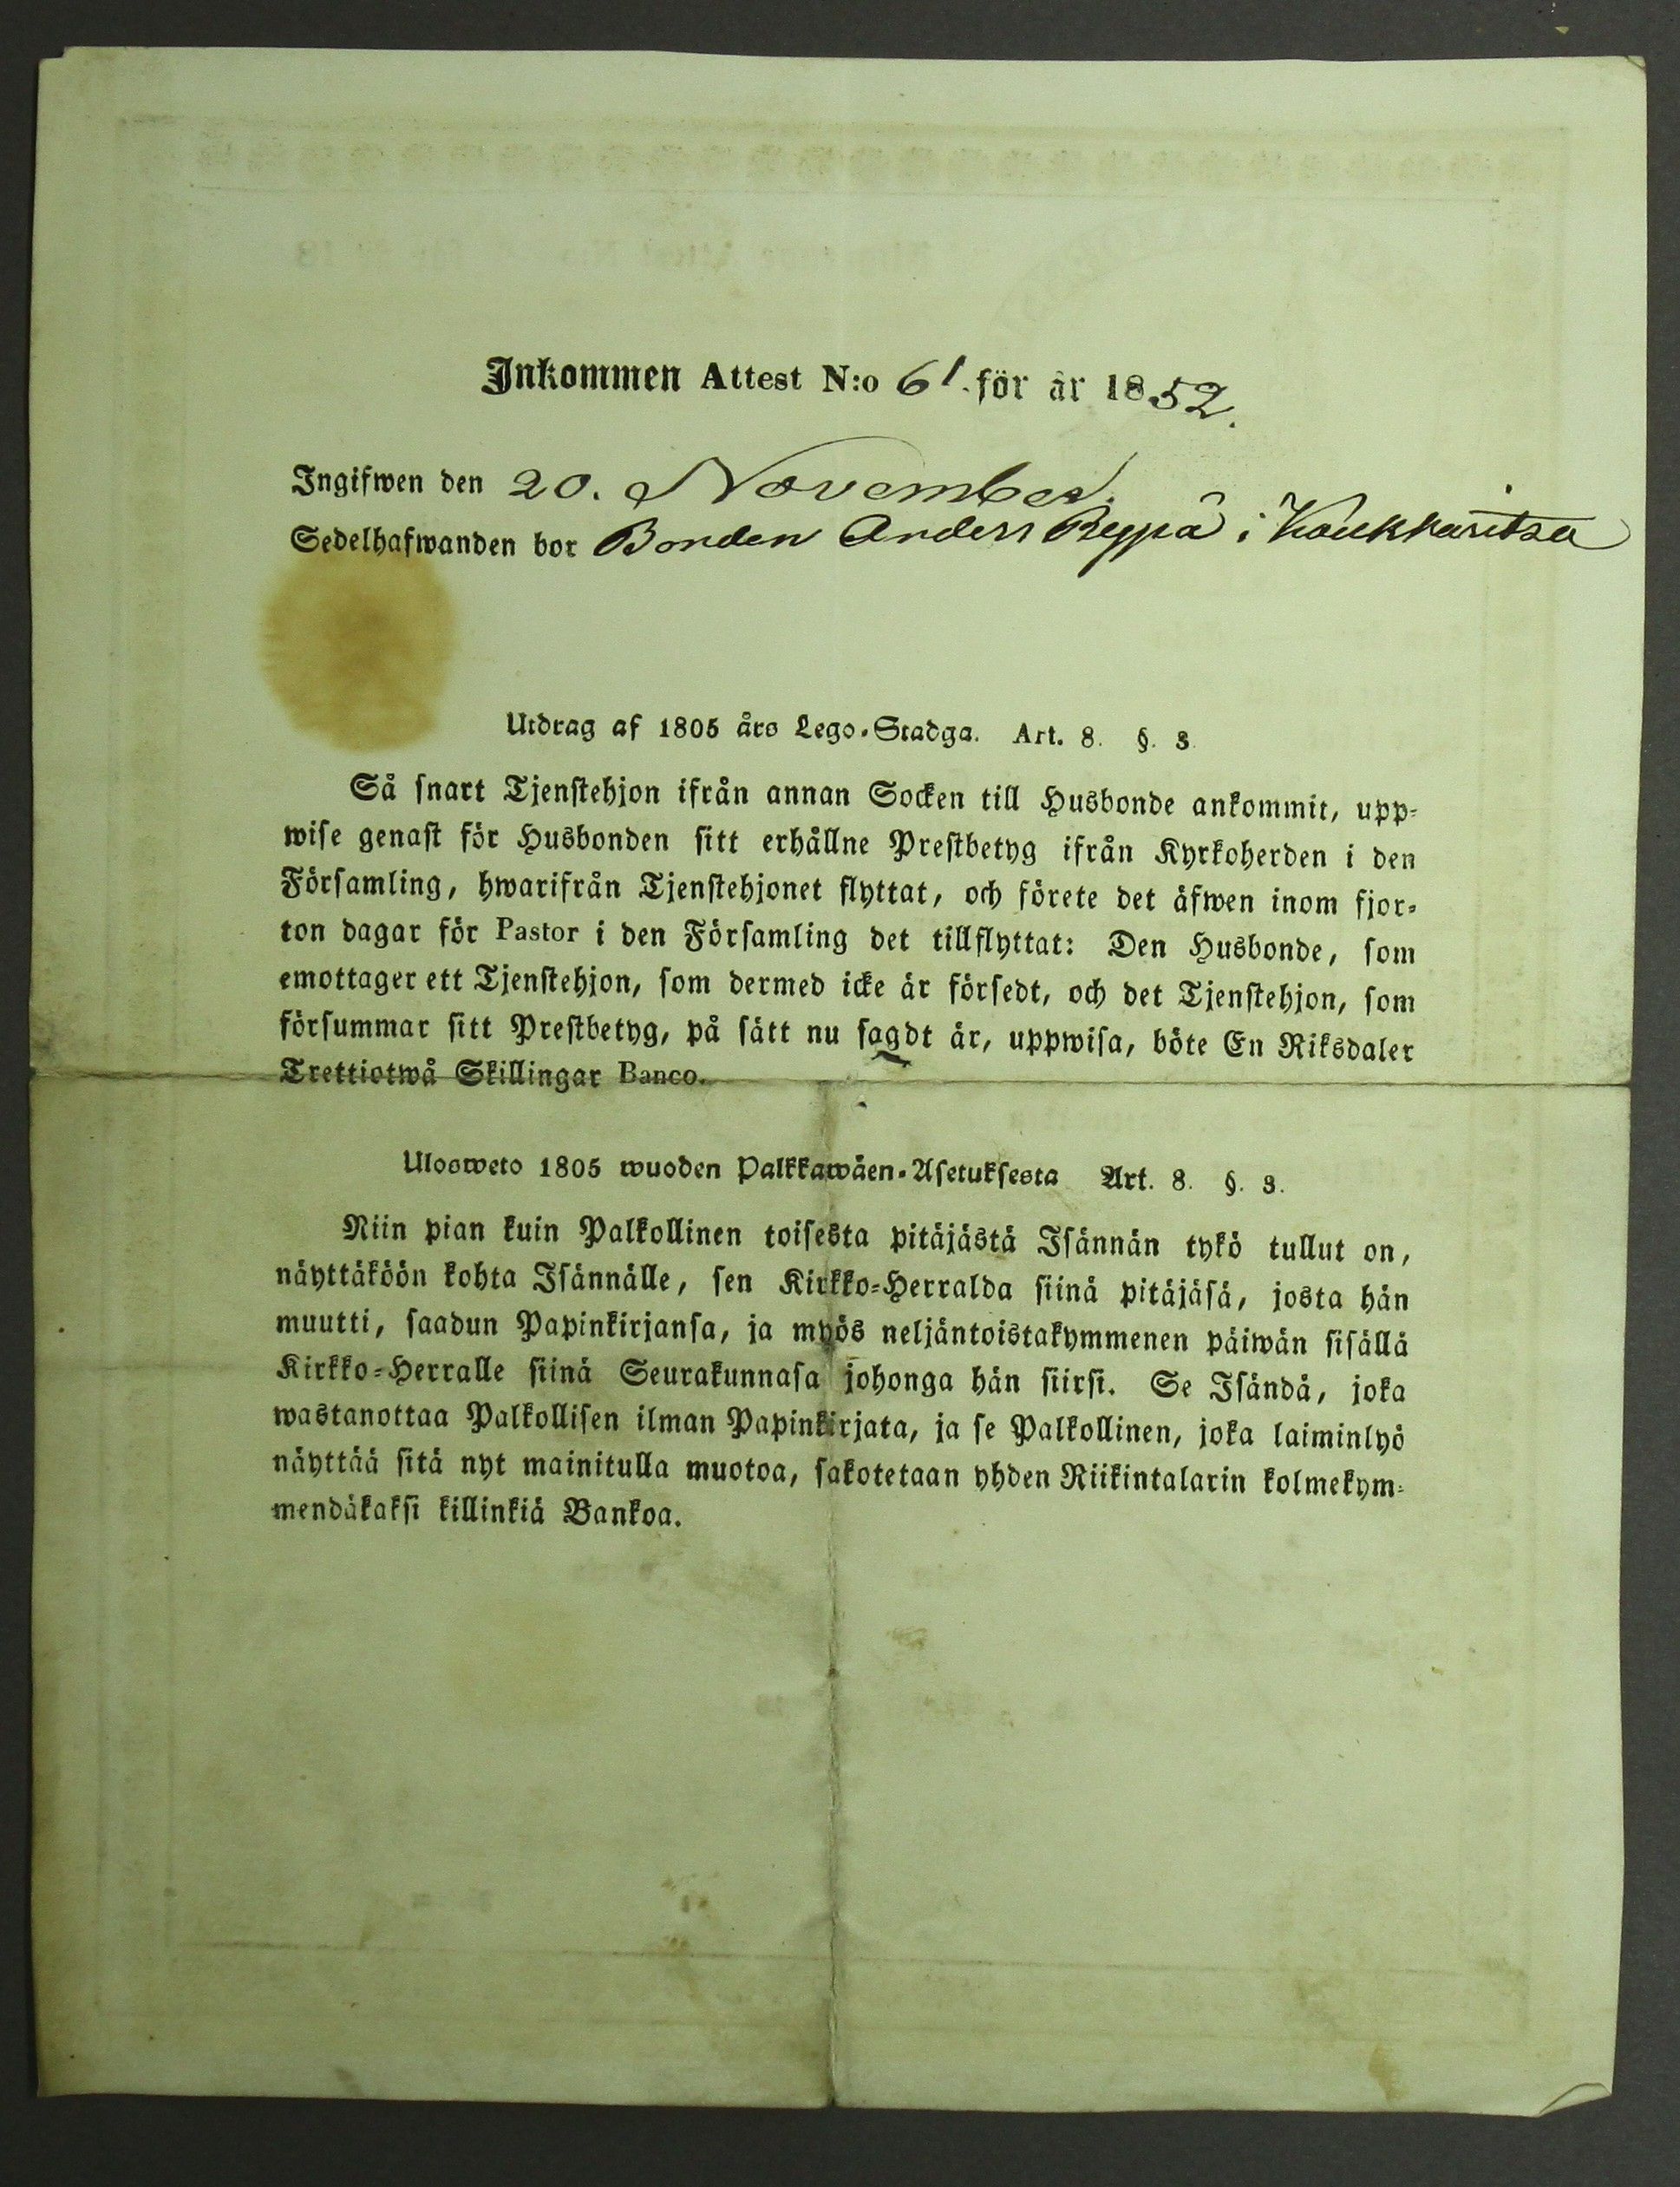 Inkommen Attest N:o 61. för år 1852.
Ingifwen den 20. November.
Sedelhafwanden bor Bonden Anders i Koukkaritsa
Utdrag af 1805 års Lego-Stadga. Art. 8. §. 3.
Så snart Tjenstehjon ifrån annan Socken till Husbonde ankommit, upp-
wise genast för Husbonden sitt erhållne Prestbetyg ifrån Kyrkoherden i den
Församling, hwarifrån Tjenstehjonet flyttat, och förete det äfwen inom fjor-
ton dagar för Pastor i den Församling det tillflyttat: Den Husbonde, som
emottager ett Tjenstehjon, som dermed icke är försedt, och det Tjenstehjon, som
försummar sitt Prestbetyg, på sätt nu sagdt är, uppwisa, böte En Riksdaler
Trettiotwå Skillingar Banco.
Ulosweto 1805 wuoden Palkkawäen-Asetuksesta Art. 8. §. 3.
Niin pian kuin Palkollinen toisesta pitäjästä Isännän tykö tullut on,
näyttäköön kohta Isännälle, sen Kirkko-Herralda siinä pitäjäsä, josta hän
muutti, saadun Papinkirjansa, ja myös neljäntoistakymmenen päiwän sisällä
Kirkko-Herralle siinä Seurakunnasa johonga hän siirsi. Se Isändä, joka
wastanottaa Palkollisen ilman Papinkirjata, ja se Palkollinen, joka laiminlyö
näyttää sitä nyt mainitulla muotoa, sakotetaan yhden Riikintalarin kolmekym-
mendäkaksi killinkiä Bankoa.